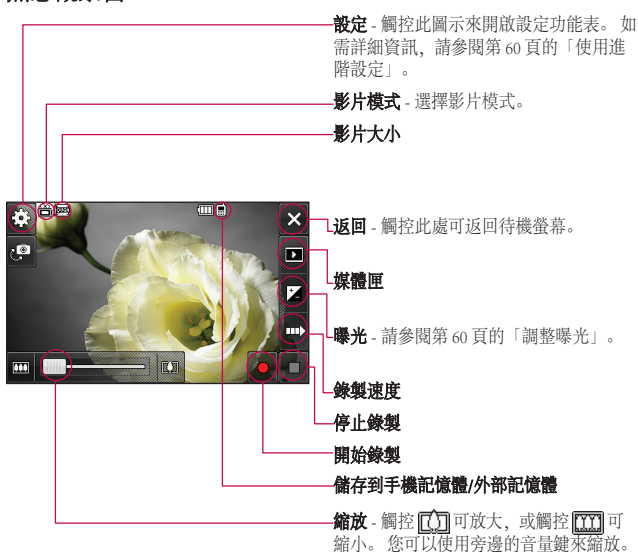 設定 - 觸控此圖示來開啟設定功能表。 如
需詳細資訊，請參閱第 60 頁的「使用進
階設定」。
影片模式 - 選擇影片模式。
影片大小
返回 - 觸控此處可返回待機螢幕。
媒體匣
曝光 - 請參閱第 60 頁的「調整曝光」。
錄製速度
停止錄製
開始錄製
儲存到手機記憶體/外部記憶體
縮放 - 觸控 可放大，或觸控 可
縮小。 您可以使用旁邊的音量鍵來縮放。